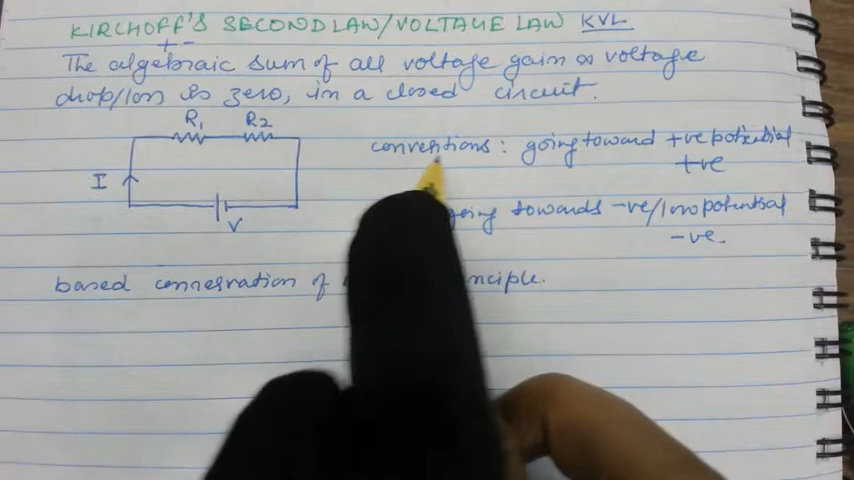 KIRCHOFF'S SECOND LAW/VOLTAGE LAW KVL
+ -
The algebraic sum of all voltage gain or voltage
drop/loss is zero, in a closed circuit.
R1 R2
conventions: going toward +ve potential
+ve
I
going towards -ve/low potential
V
-ve.
based conservation of